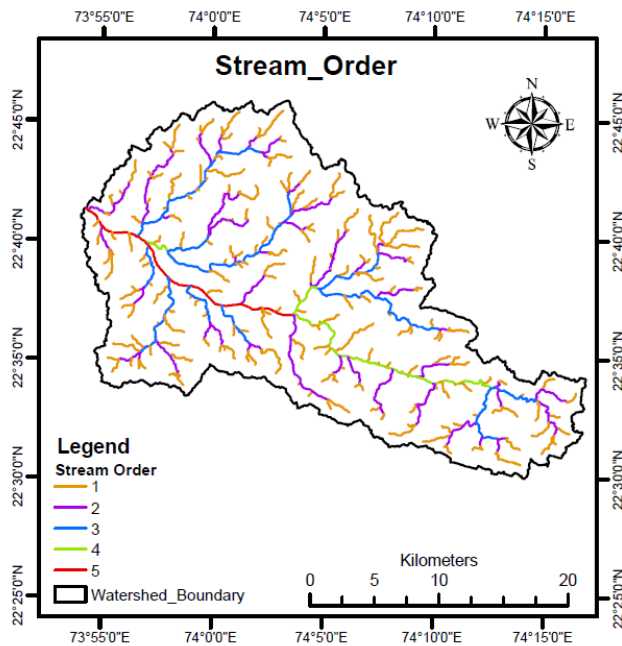 73°55'0"E 74°0'0"E 74°5'0"E 74°10'0"E 74°15'0"E
Stream_Order
N
W E
S
22°45'0"N 22°45'0"N
22°40'0"N 22°40'0"N
22°35'0"N 22°35'0"N
22°30'0"N 22°30'0"N
22°25'0"N 22°25'0"N
Legend
Stream Order
1
2
3
4
5
Watershed_Boundary
Kilometers
0 5 10 20
73°55'0"E 74°0'0"E 74°5'0"E 74°10'0"E 74°15'0"E